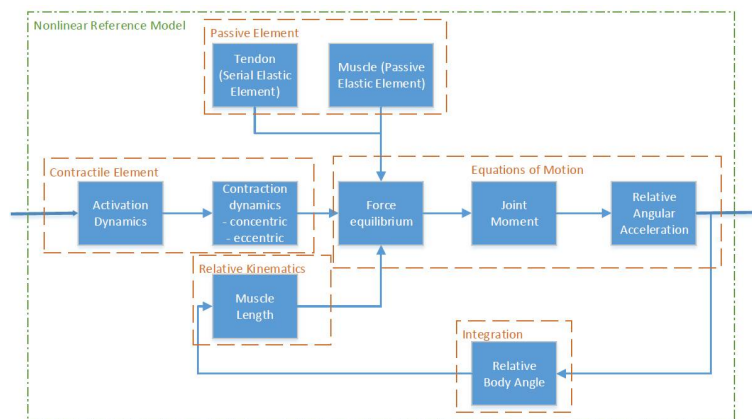 Nonlinear Reference Model
Passive Element
Tendon
(Serial Elastic
Element)
Muscle (Passive
Elastic Element)
Contractile Element
Activation
Dynamics
Contraction
dynamics
- concentric
- eccentric
Equations of Motion
Force
equilibrium
Joint
Moment
Relative
Angular
Acceleration
Relative Kinematics
Muscle
Length
Integration
Relative
Body Angle